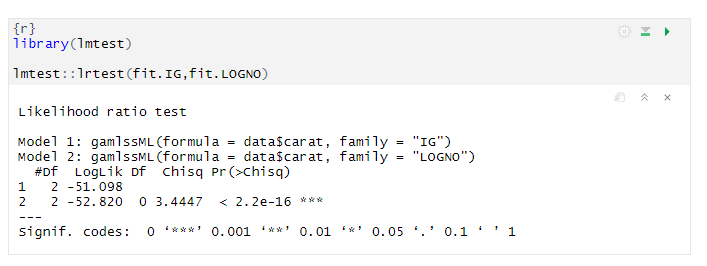 {r}
library(lmtest)
lmtest::lrtest(fit.IG,fit.LOGNO)
Likelihood ratio test
Model 1: gamlssML(formula = data$carat, family = "IG")
Model 2: gamlssML(formula = data$carat, family = "LOGNO")
  #Df  LogLik Df  Chisq Pr(>Chisq)
1   2 -51.098
2   2 -52.820  0 3.4447  < 2.2e-16 ***
---
Signif. codes:  0 ‘***’ 0.001 ‘**’ 0.01 ‘*’ 0.05 ‘.’ 0.1 ‘ ’ 1